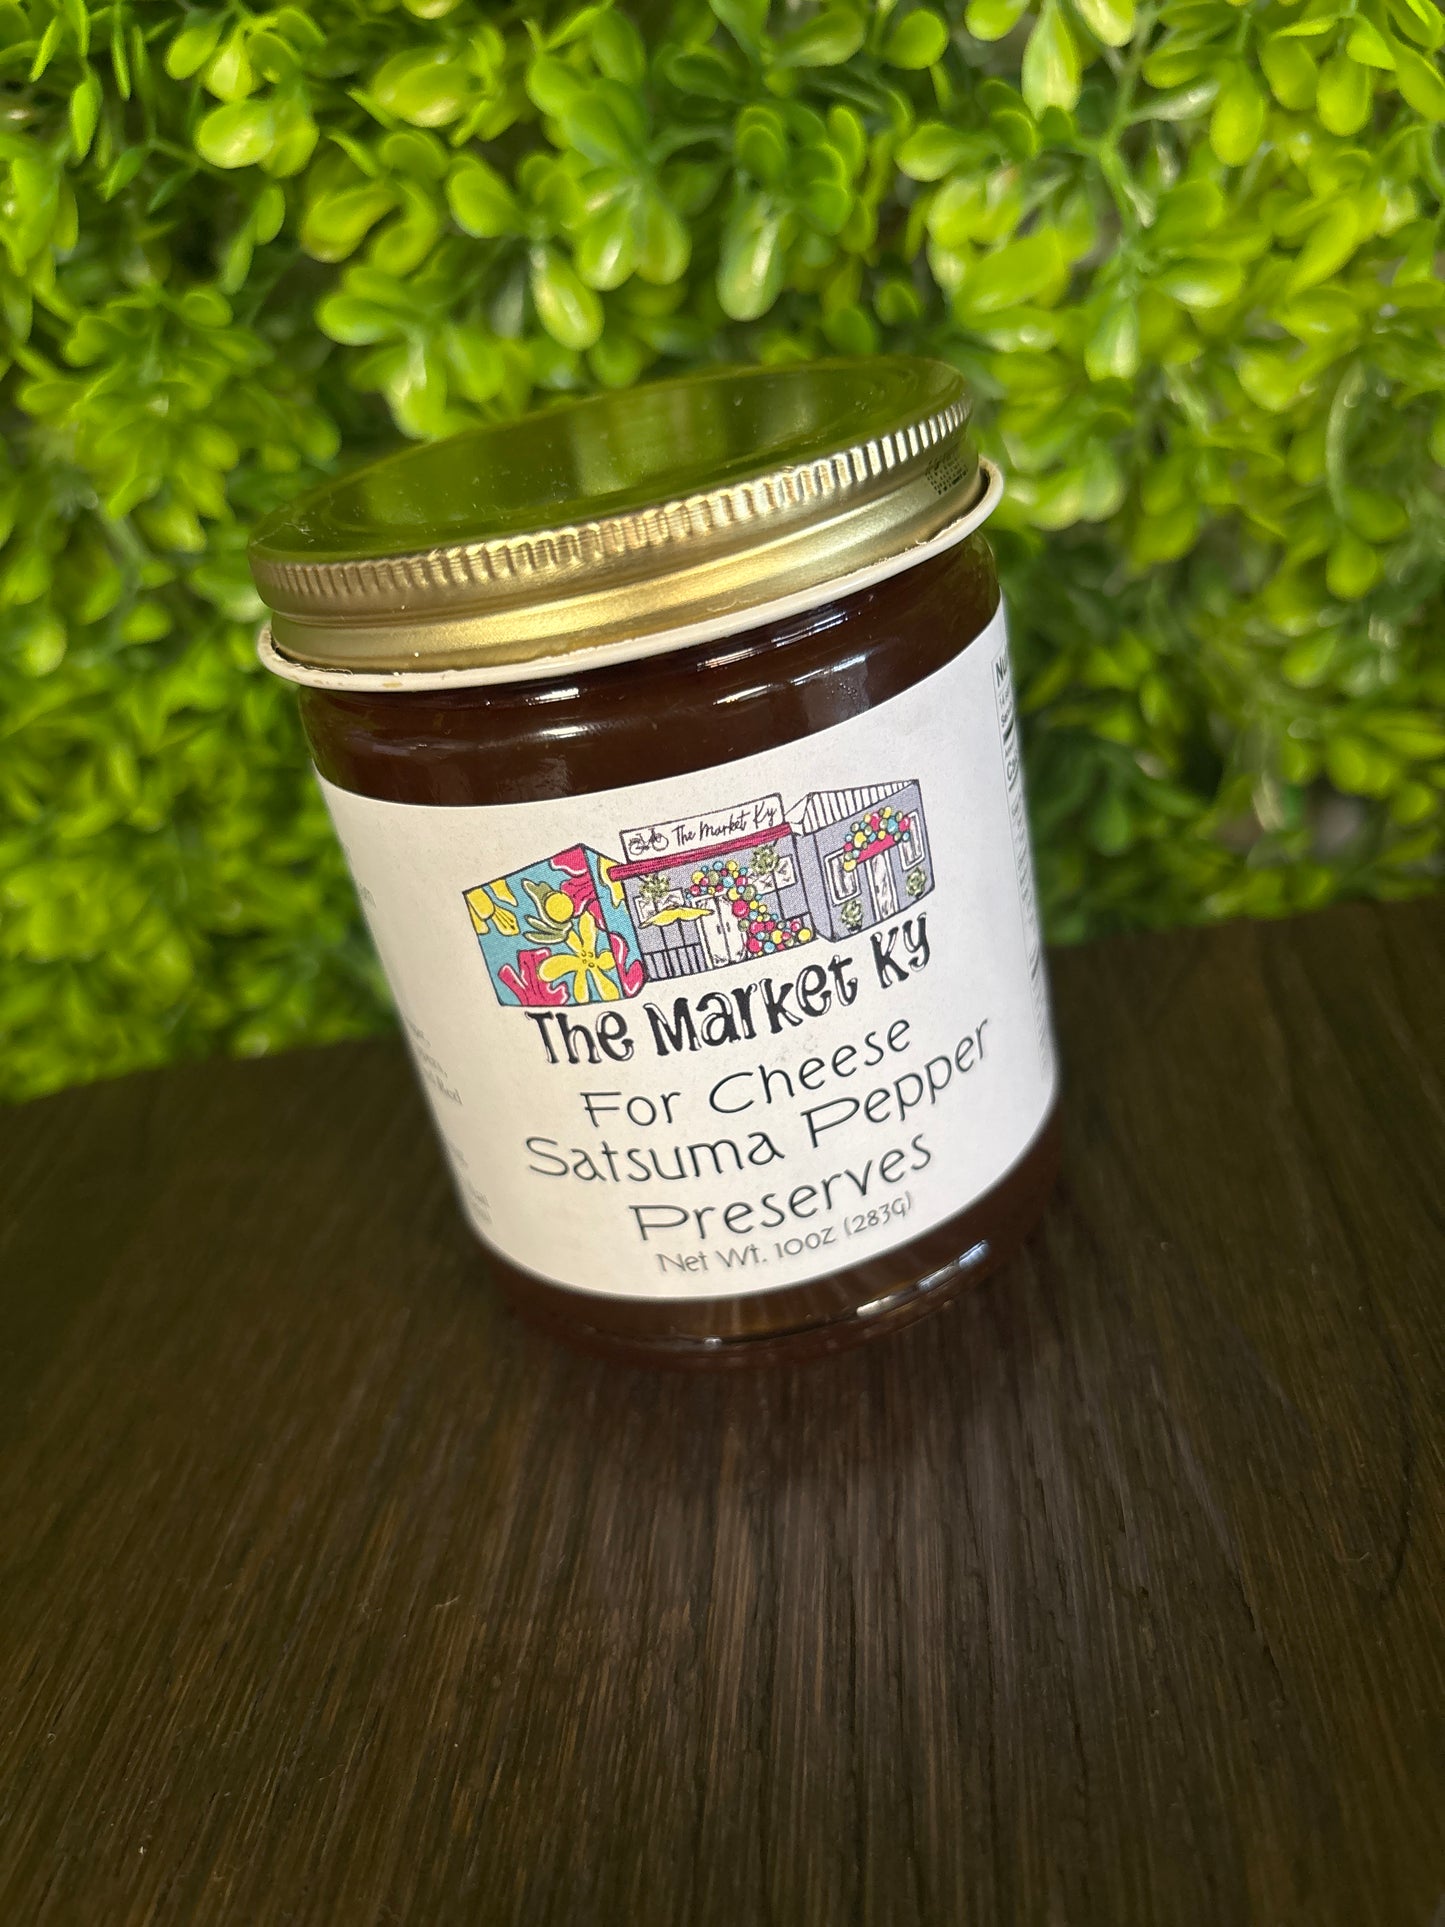 The Market Ky
The Market Ky
For Cheese
Satsuma Pepper
Preserves
Net Wt. 10oz (283g)